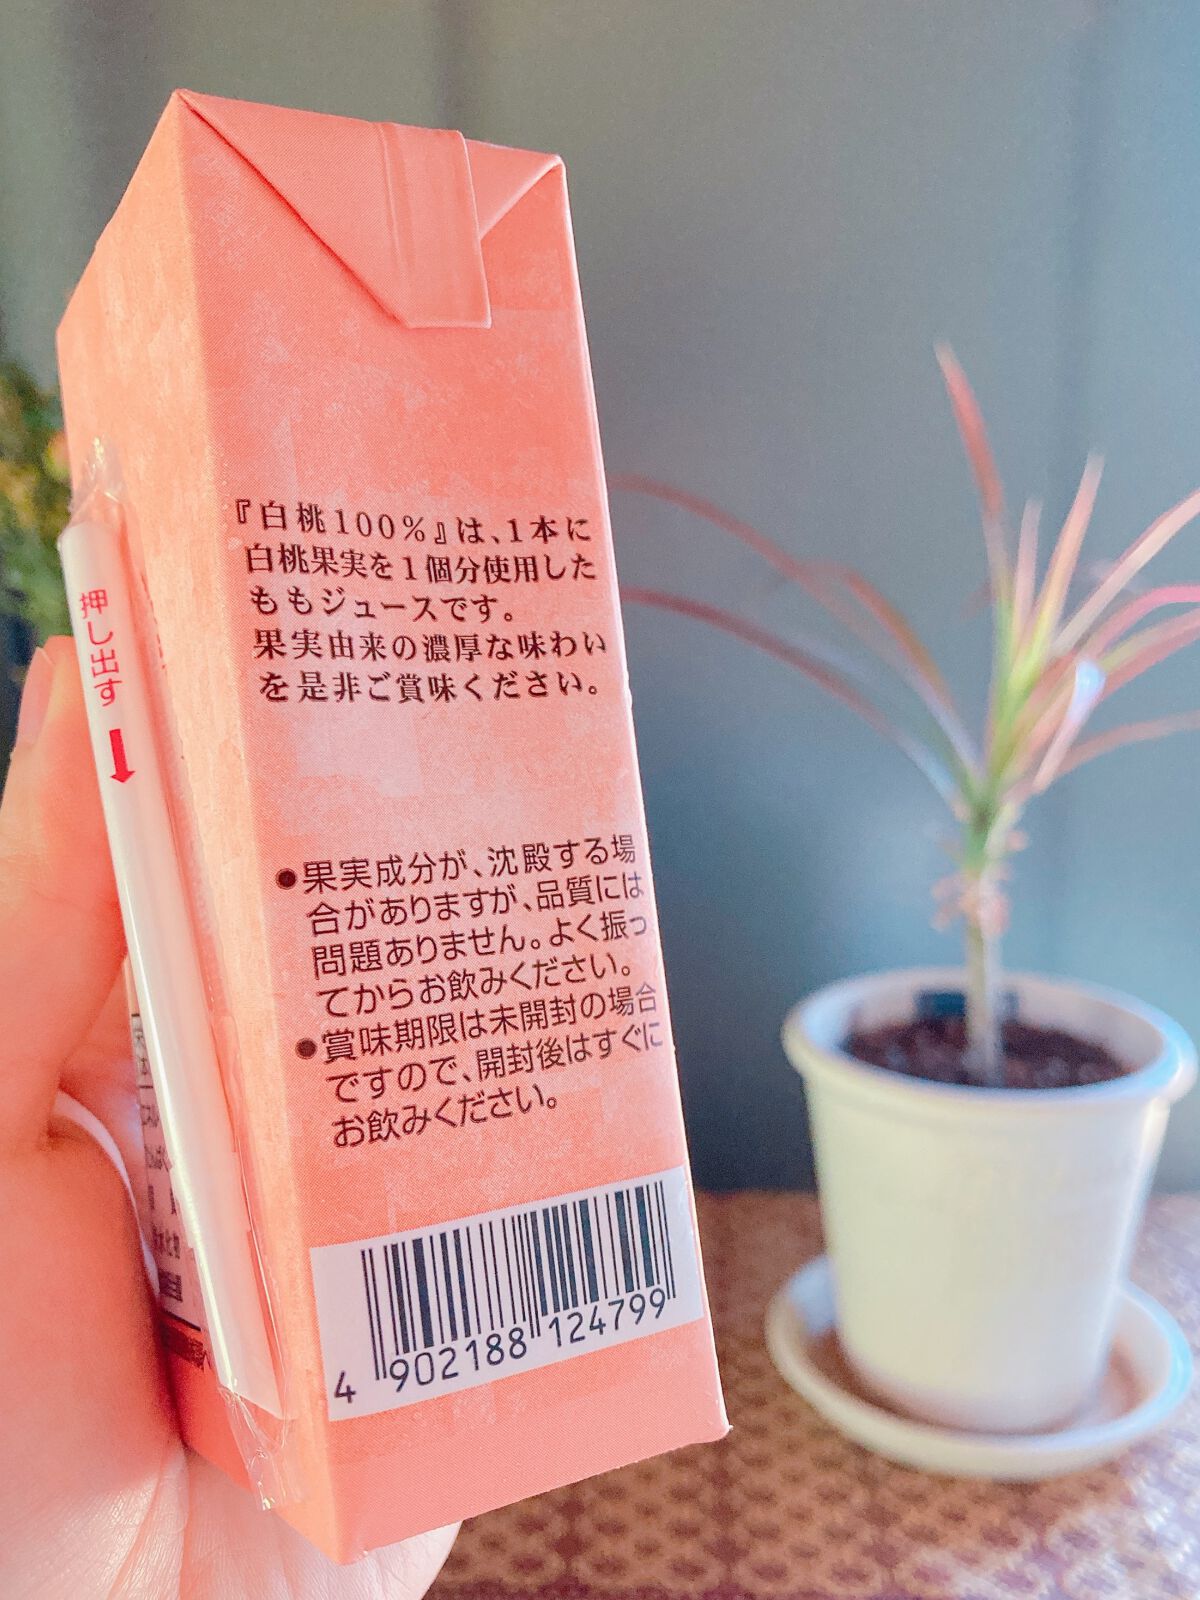 『白桃100%』は、1本に
白桃果実を1個分使用した
ももジュースです。
果実由来の濃厚な味わい
を是非ご賞味ください。
●果実成分が、沈殿する場
合がありますが、品質には
問題ありません。よく振っ
てからお飲みください。
●賞味期限は未開封の場合
ですので、開封後はすぐに
お飲みください。
4 902188 124799
押し出す